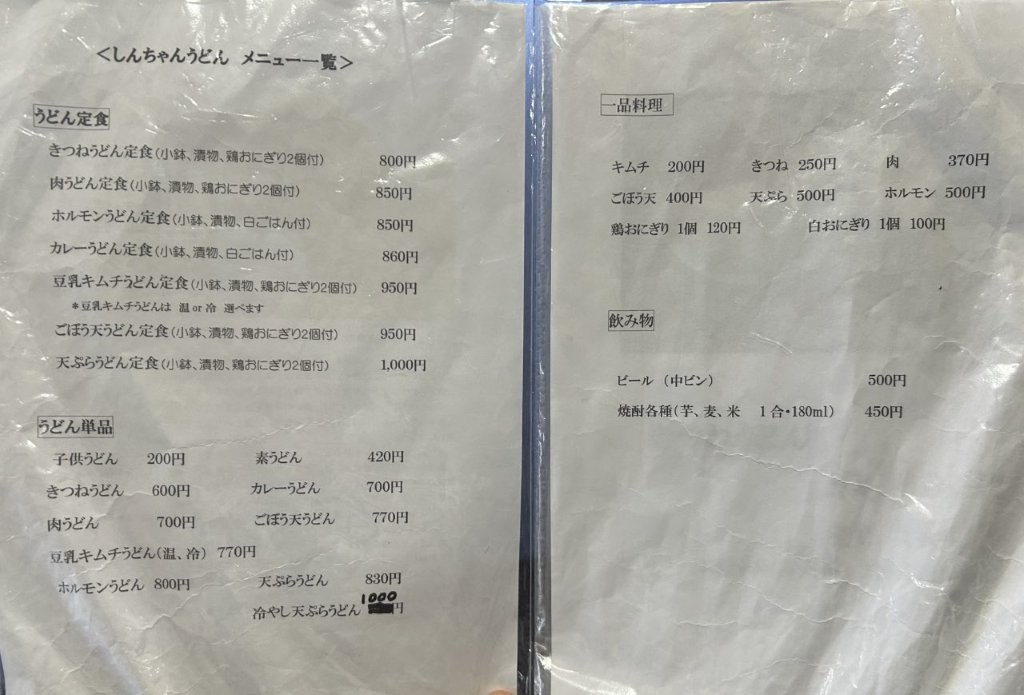 <しんちゃんうどん メニュー一覧>
うどん定食
きつねうどん定食(小鉢、漬物、鶏おにぎり2個付) 800円
肉うどん定食(小鉢、漬物、鶏おにぎり2個付) 850円
ホルモンうどん定食(小鉢、漬物、白ごはん付) 850円
カレーうどん定食(小鉢、漬物、白ごはん付) 860円
豆乳キムチうどん定食(小鉢、漬物、鶏おにぎり2個付) 950円
*豆乳キムチうどんは 温 or 冷 選べます
ごぼう天うどん定食(小鉢、漬物、鶏おにぎり2個付) 950円
天ぷらうどん定食(小鉢、漬物、鶏おにぎり2個付) 1,000円
うどん単品
子供うどん 200円 素うどん 420円
きつねうどん 600円 カレーうどん 700円
肉うどん 700円 ごぼう天うどん 770円
豆乳キムチうどん(温、冷) 770円
ホルモンうどん 800円 天ぷらうどん 830円
冷やし天ぷらうどん 1000円
一品料理
キムチ 200円 きつね 250円 肉 370円
ごぼう天 400円 天ぷら 500円 ホルモン 500円
鶏おにぎり 1個 120円 白おにぎり 1個 100円
飲み物
ビール (中ビン) 500円
焼酎各種(芋、麦、米 1合・180ml) 450円